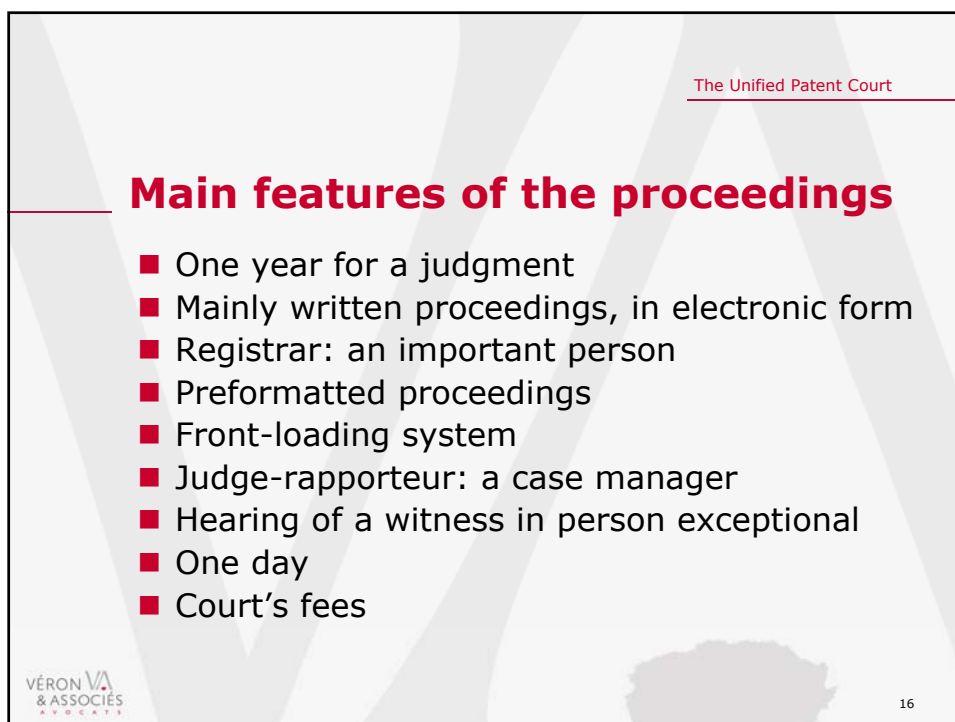 The Unified Patent Court
Main features of the proceedings
■ One year for a judgment
■ Mainly written proceedings, in electronic form
■ Registrar: an important person
■ Preformatted proceedings
■ Front-loading system
■ Judge-rapporteur: a case manager
■ Hearing of a witness in person exceptional
■ One day
■ Court’s fees
VÉRON VA
& ASSOCIÉS
AVOCATS
16